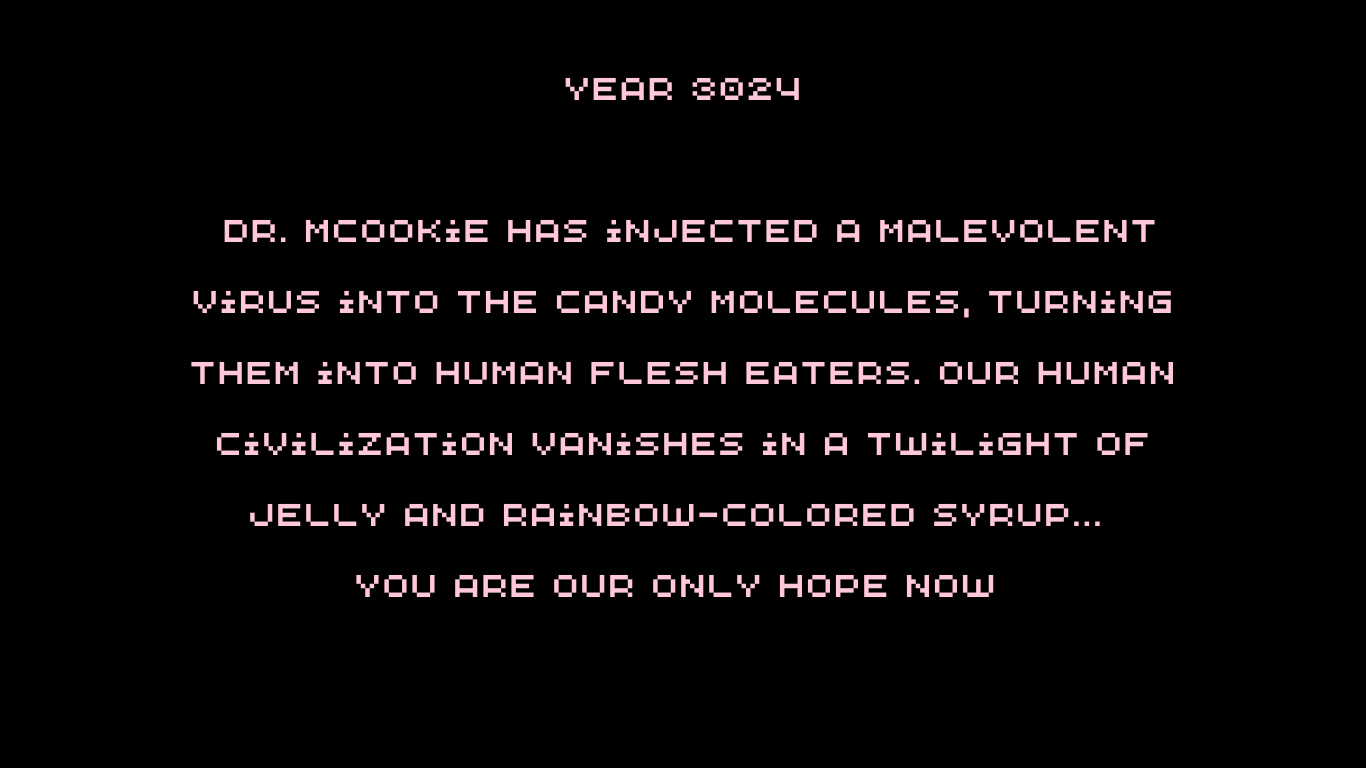 YEAR 3024
DR. MCOOKiE HAS iNJECTED A MALEVOLENT
ViRUS iNTO THE CANDY MOLECULES, TURNiNG
THEM iNTO HUMAN FLESH EATERS. OUR HUMAN
CiViLiZATiON VANiSHES iN A TWiLiGHT OF
JELLY AND RAiNBOW-COLORED SYRUP...
YOU ARE OUR ONLY HOPE NOW